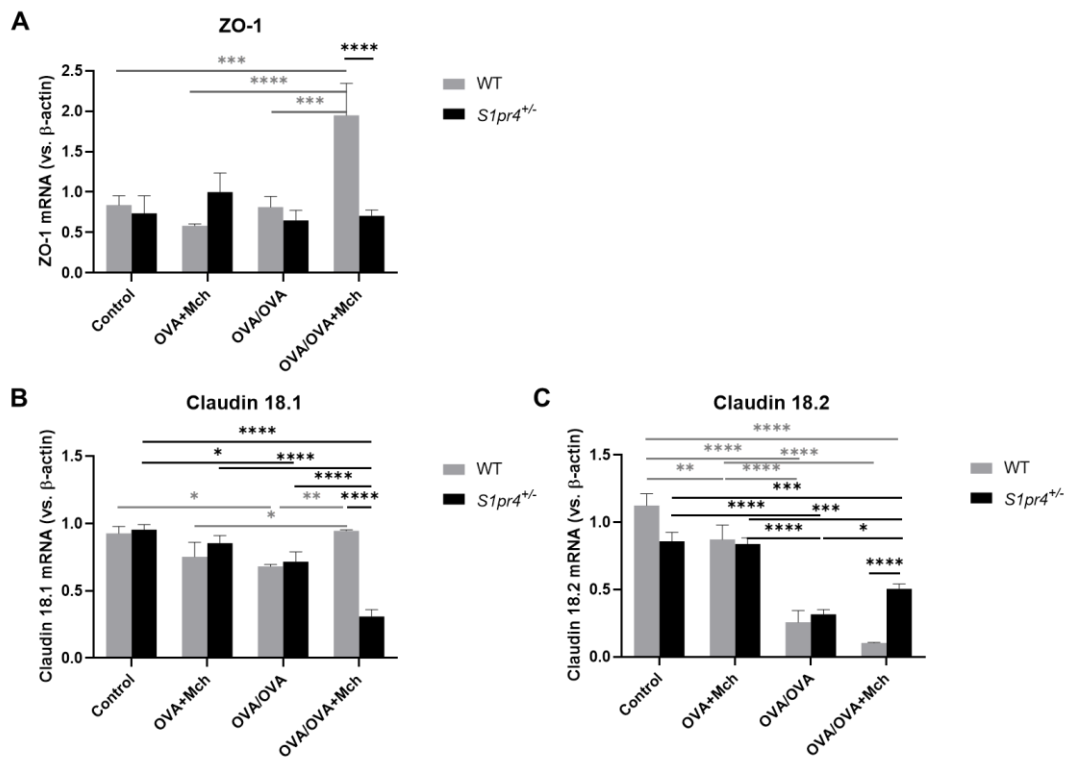 A
ZO-1
ZO-1 mRNA (vs. β-actin)
2.5
2.0
1.5
1.0
0.5
0.0
***
****
***
****
WT
S1pr4+/-
Control
OVA+Mch
OVA/OVA
OVA/OVA+Mch
B
Claudin 18.1
Claudin 18.1 mRNA (vs. β-actin)
1.5
1.0
0.5
0.0
****
* ****
****
* ** ****
*
WT
S1pr4+/-
Control
OVA+Mch
OVA/OVA
OVA/OVA+Mch
C
Claudin 18.2
Claudin 18.2 mRNA (vs. β-actin)
1.5
1.0
0.5
0.0
****
**** ****
** ****
***
**** ***
**** *
****
WT
S1pr4+/-
Control
OVA+Mch
OVA/OVA
OVA/OVA+Mch